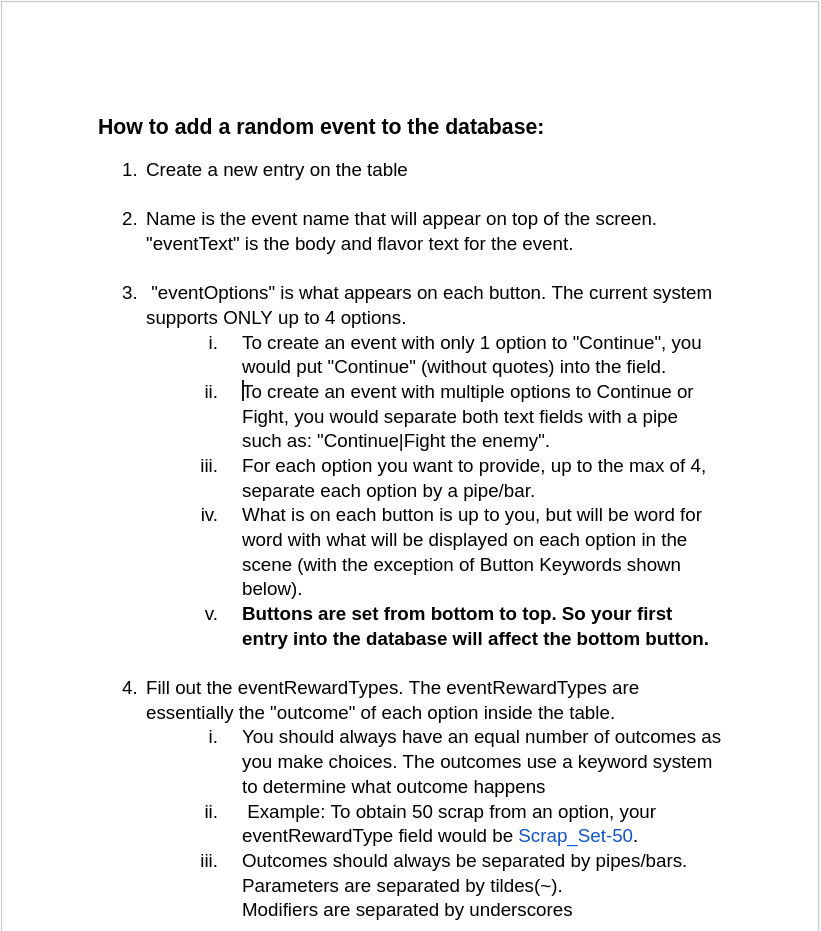 How to add a random event to the database:
1. Create a new entry on the table
2. Name is the event name that will appear on top of the screen.
"eventText" is the body and flavor text for the event.
3. "eventOptions" is what appears on each button. The current system
supports ONLY up to 4 options.
i. To create an event with only 1 option to "Continue", you
would put "Continue" (without quotes) into the field.
ii. To create an event with multiple options to Continue or
Fight, you would separate both text fields with a pipe
such as: "Continue|Fight the enemy".
iii. For each option you want to provide, up to the max of 4,
separate each option by a pipe/bar.
iv. What is on each button is up to you, but will be word for
word with what will be displayed on each option in the
scene (with the exception of Button Keywords shown
below).
v. Buttons are set from bottom to top. So your first
entry into the database will affect the bottom button.
4. Fill out the eventRewardTypes. The eventRewardTypes are
essentially the "outcome" of each option inside the table.
i. You should always have an equal number of outcomes as
you make choices. The outcomes use a keyword system
to determine what outcome happens
ii. Example: To obtain 50 scrap from an option, your
eventRewardType field would be Scrap_Set-50.
iii. Outcomes should always be separated by pipes/bars.
Parameters are separated by tildes(~).
Modifiers are separated by underscores